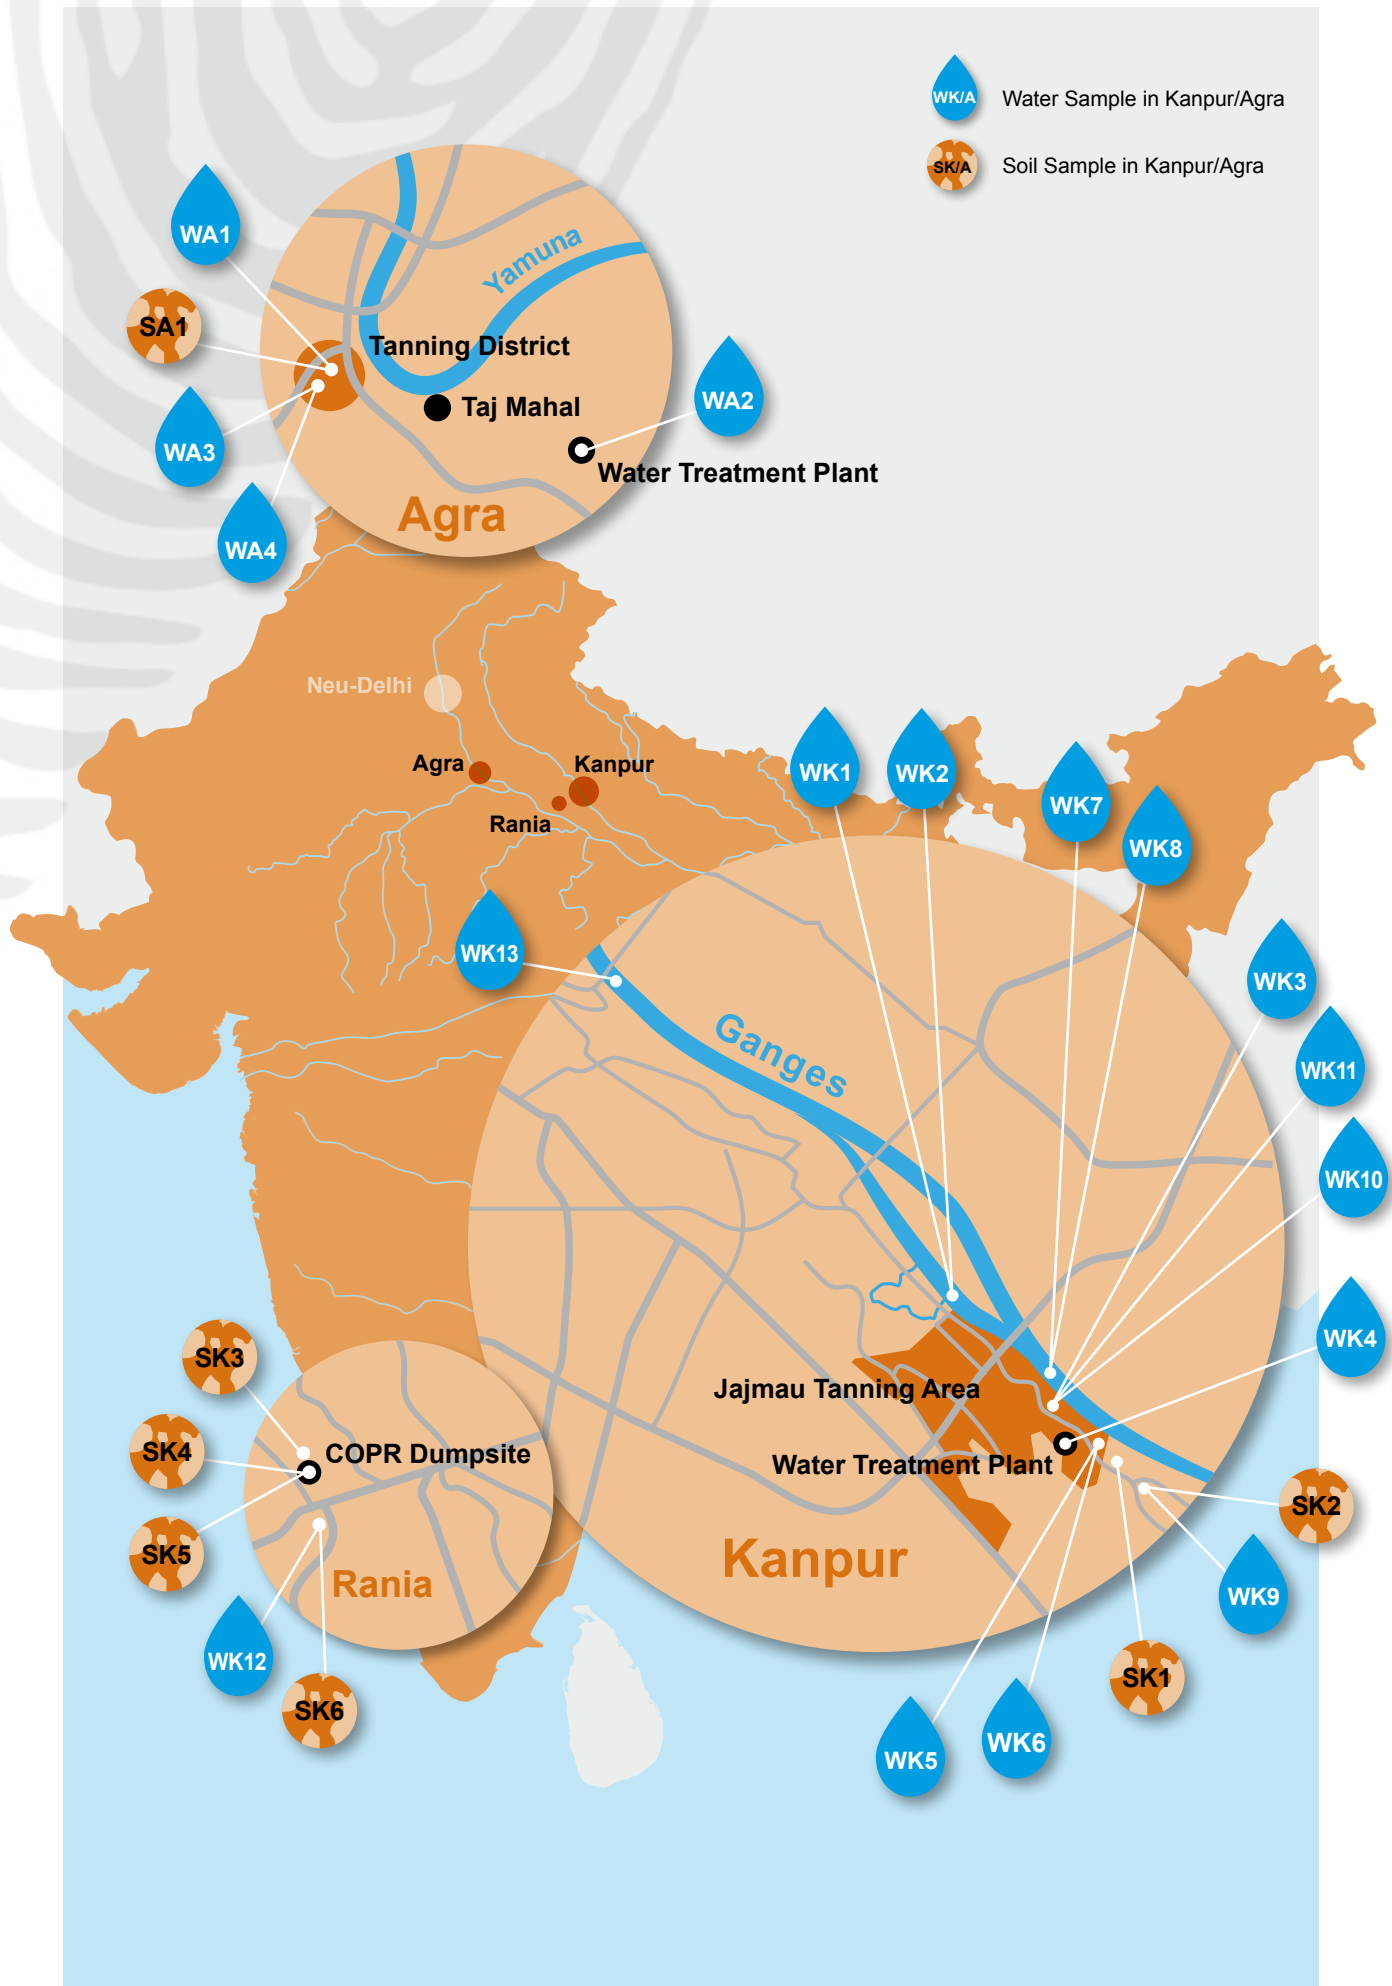 WK/A
Water Sample in Kanpur/Agra
SK/A
Soil Sample in Kanpur/Agra
WA1
SA1
WA3
WA4
Yamuna
Tanning District
Taj Mahal
WA2
Water Treatment Plant
Agra
Neu-Delhi
Agra
Kanpur
Rania
WK1
WK2
WK7
WK8
WK13
WK3
WK11
WK10
WK4
Ganges
Jajmau Tanning Area
Water Treatment Plant
Kanpur
SK2
WK9
SK1
WK6
WK5
SK3
SK4
COPR Dumpsite
SK5
Rania
WK12
SK6